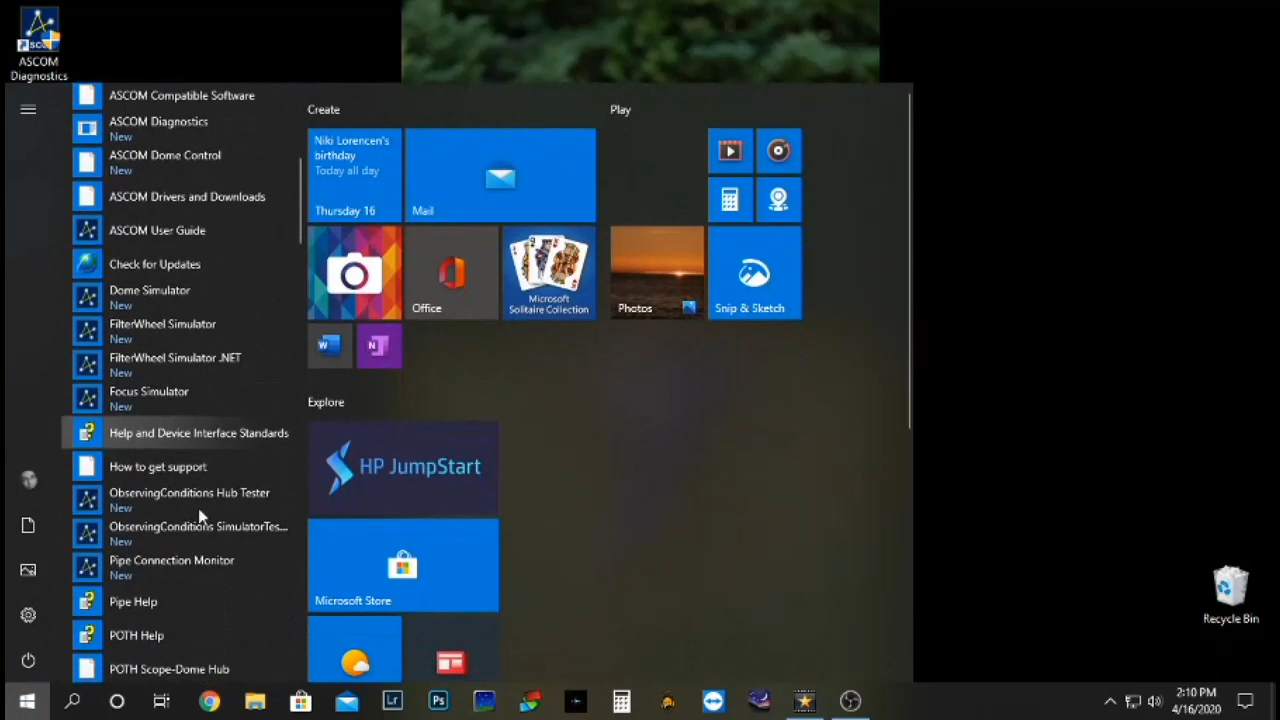 ASCOM
Diagnostics
ASCOM Compatible Software
ASCOM Diagnostics
New
ASCOM Dome Control
New
ASCOM Drivers and Downloads
ASCOM User Guide
Check for Updates
Dome Simulator
New
FilterWheel Simulator
New
FilterWheel Simulator .NET
New
Focus Simulator
New
Help and Device Interface Standards
How to get support
ObservingConditions Hub Tester
New
ObservingConditions SimulatorTes...
New
Pipe Connection Monitor
New
Pipe Help
POTH Help
POTH Scope-Dome Hub
Create
Niki Lorencen's
birthday
Today all day
Thursday 16
Mail
Office
Microsoft
Solitaire Collection
W
N
Explore
HP JumpStart
Microsoft Store
Play
Photos
Snip & Sketch
Recycle Bin
Lr
Ps
2:10 PM
4/16/2020